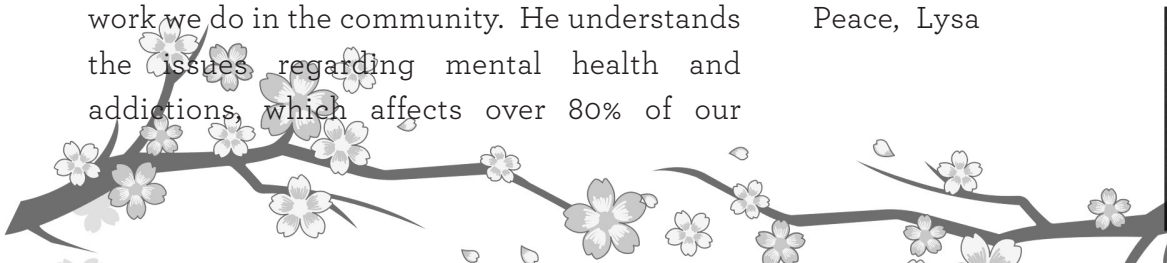 work we do in the community. He understands
the issues regarding mental health and
addictions, which affects over 80% of our
Peace, Lysa